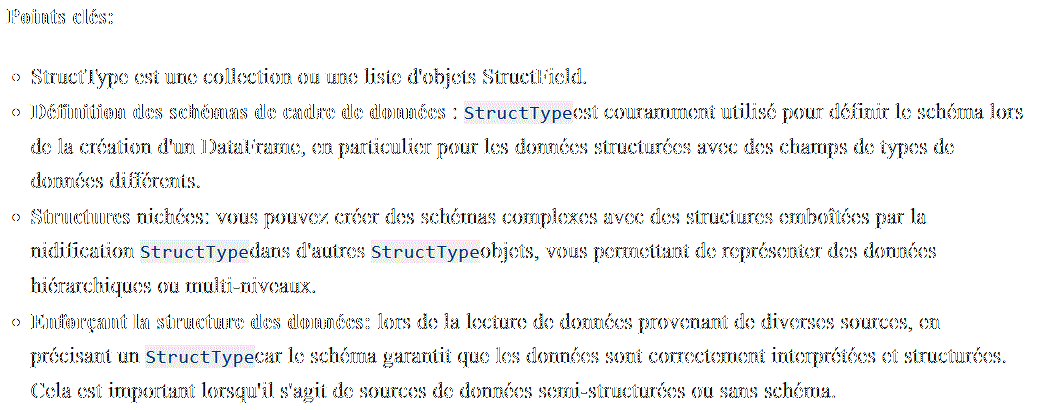 Points clés:
○ StructType est une collection ou une liste d'objets StructField.
○ Définition des schémas de cadre de données : StructTypeest couramment utilisé pour définir le schéma lors
de la création d'un DataFrame, en particulier pour les données structurées avec des champs de types de
données différents.
○ Structures nichées: vous pouvez créer des schémas complexes avec des structures emboîtées par la
nidification StructTypedans d'autres StructTypeobjets, vous permettant de représenter des données
hiérarchiques ou multi-niveaux.
○ Enforçant la structure des données: lors de la lecture de données provenant de diverses sources, en
précisant un StructTypecar le schéma garantit que les données sont correctement interprétées et structurées.
Cela est important lorsqu'il s'agit de sources de données semi-structurées ou sans schéma.